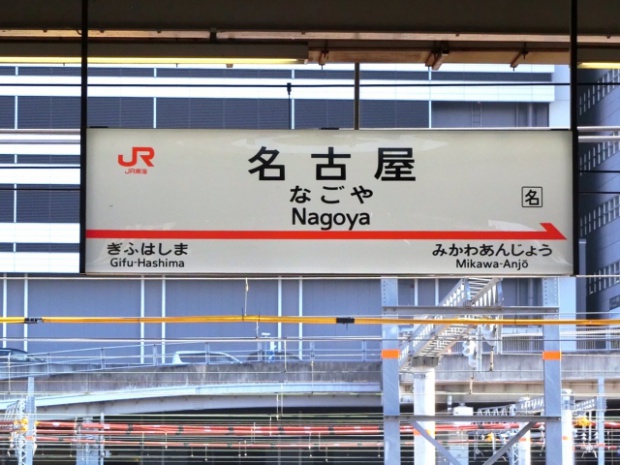 JR
JR東海
名古屋
なごや
Nagoya
名
ぎふはしま
Gifu-Hashima
みかわあんじょう
Mikawa-Anjō